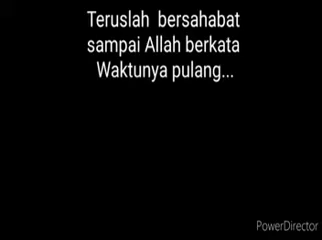 Teruslah bersahabat
sampai Allah berkata
Waktunya pulang...
PowerDirector